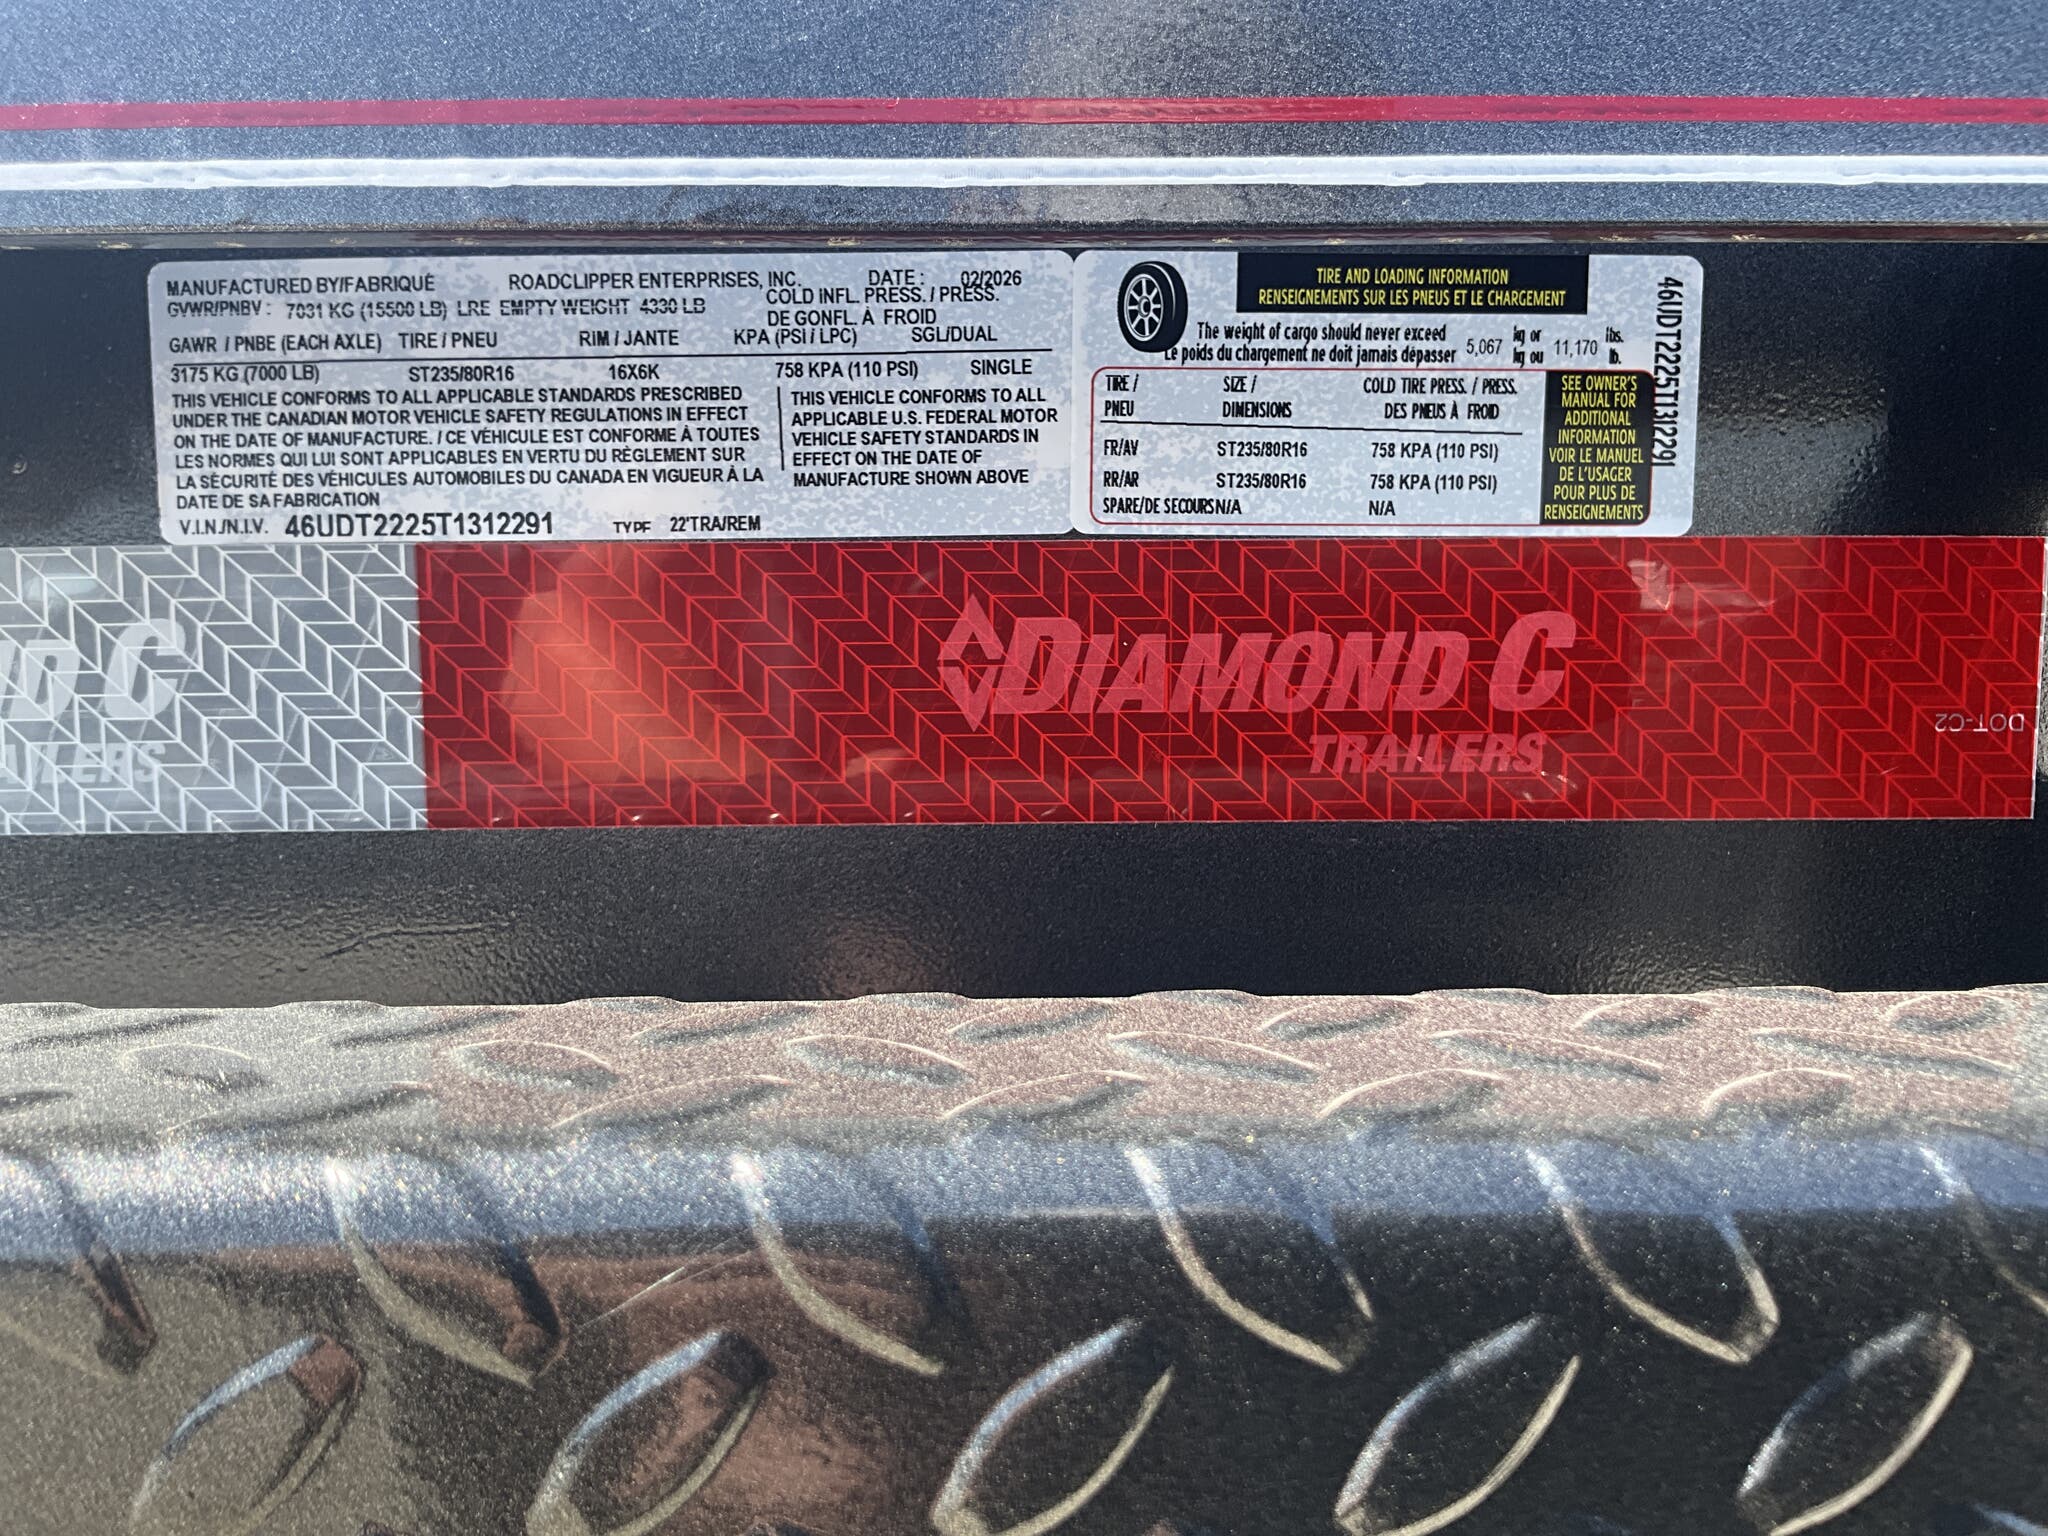 MANUFACTURED BY/FABRIQUÉ ROADCLIPPER ENTERPRISES, INC. DATE : 02/2026
GVWR/PNBV : 7031 KG (15500 LB) LRE EMPTY WEIGHT 4330 LB
COLD INFL. PRESS. / PRESS.
DE GONFL. À FROID
GAWR / PNBE (EACH AXLE) TIRE / PNEU RIM / JANTE KPA (PSI / LPC) SGL/DUAL
3175 KG (7000 LB) ST235/80R16 16X6K 758 KPA (110 PSI) SINGLE
THIS VEHICLE CONFORMS TO ALL APPLICABLE STANDARDS PRESCRIBED
UNDER THE CANADIAN MOTOR VEHICLE SAFETY REGULATIONS IN EFFECT
ON THE DATE OF MANUFACTURE. / CE VÉHICULE EST CONFORME À TOUTES
LES NORMES QUI LUI SONT APPLICABLES EN VERTU DU RÈGLEMENT SUR
LA SÉCURITÉ DES VÉHICULES AUTOMOBILES DU CANADA EN VIGUEUR À LA
DATE DE SA FABRICATION
THIS VEHICLE CONFORMS TO ALL
APPLICABLE U.S. FEDERAL MOTOR
VEHICLE SAFETY STANDARDS IN
EFFECT ON THE DATE OF
MANUFACTURE SHOWN ABOVE
V.I.N./N.I.V. 46UDT2225T1312291 TYPE 22'TRA/REM
TIRE AND LOADING INFORMATION
RENSEIGNEMENTS SUR LES PNEUS ET LE CHARGEMENT
The weight of cargo should never exceed kg or lbs.
Le poids du chargement ne doit jamais dépasser 5,067 kg ou 11,170 lb.
TIRE / SIZE / COLD TIRE PRESS. / PRESS.
PNEU DIMENSIONS DES PNEUS À FROID
FR/AV ST235/80R16 758 KPA (110 PSI)
RR/AR ST235/80R16 758 KPA (110 PSI)
SPARE/DE SECOURS N/A N/A
SEE OWNER'S
MANUAL FOR
ADDITIONAL
INFORMATION
VOIR LE MANUEL
DE L'USAGER
POUR PLUS DE
RENSEIGNEMENTS
46UDT2225T1312291
ND C
AILERS
DIAMOND C
TRAILERS
DOT-C2